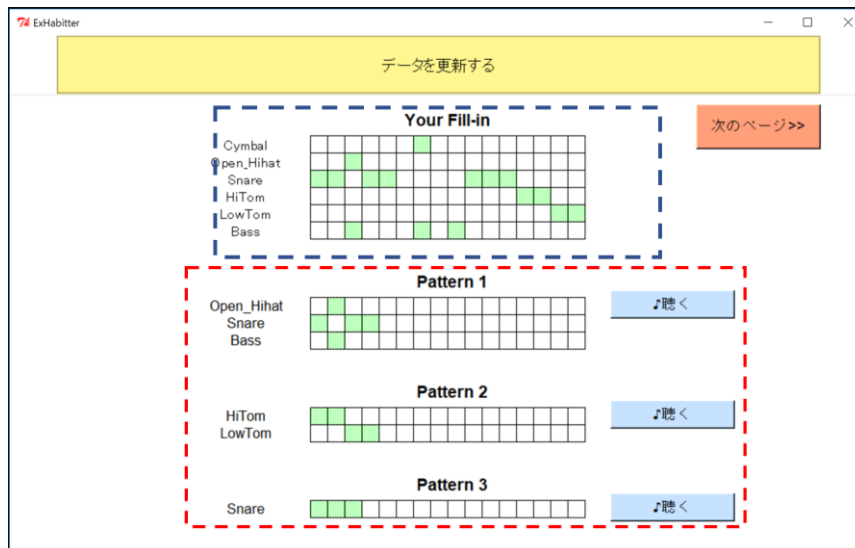 ExHabitter
データを更新する
次のページ>>
Your Fill-in
Cymbal
Open_Hihat
Snare
HiTom
LowTom
Bass
Pattern 1
♪聴く
Open_Hihat
Snare
Bass
Pattern 2
♪聴く
HiTom
LowTom
Pattern 3
♪聴く
Snare